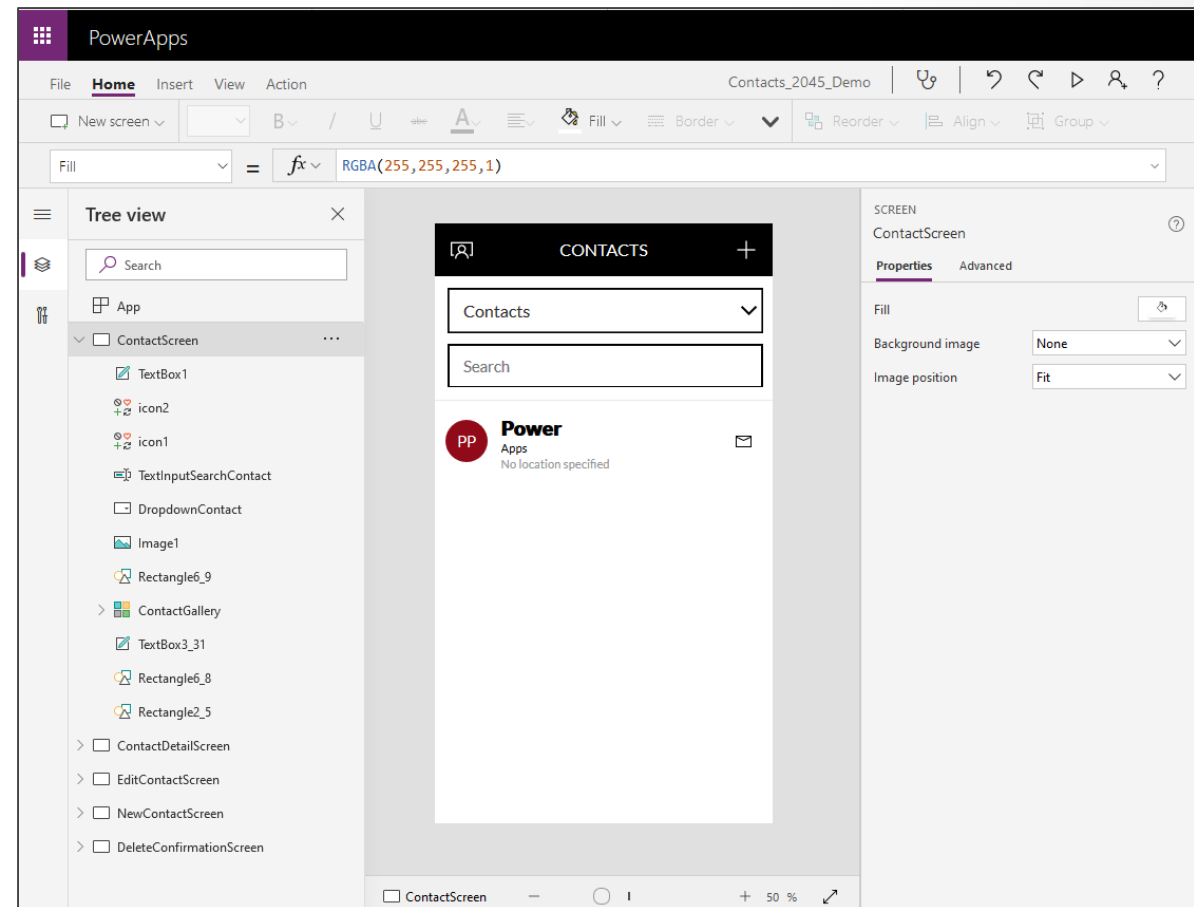 PowerApps
File Home Insert View Action Contacts_2045_Demo ?
New screen B / U abc A Fill Border Reorder Align Group
Fill = fx RGBA(255,255,255,1)
Tree view
Search
App
ContactScreen ...
TextBox1
icon2
icon1
TextInputSearchContact
DropdownContact
Image1
Rectangle6_9
ContactGallery
TextBox3_31
Rectangle6_8
Rectangle2_5
ContactDetailScreen
EditContactScreen
NewContactScreen
DeleteConfirmationScreen
CONTACTS
Contacts
Search
PP
Power
Apps
No location specified
ContactScreen — + 50 %
SCREEN
ContactScreen
?
Properties Advanced
Fill
Background image None
Image position Fit